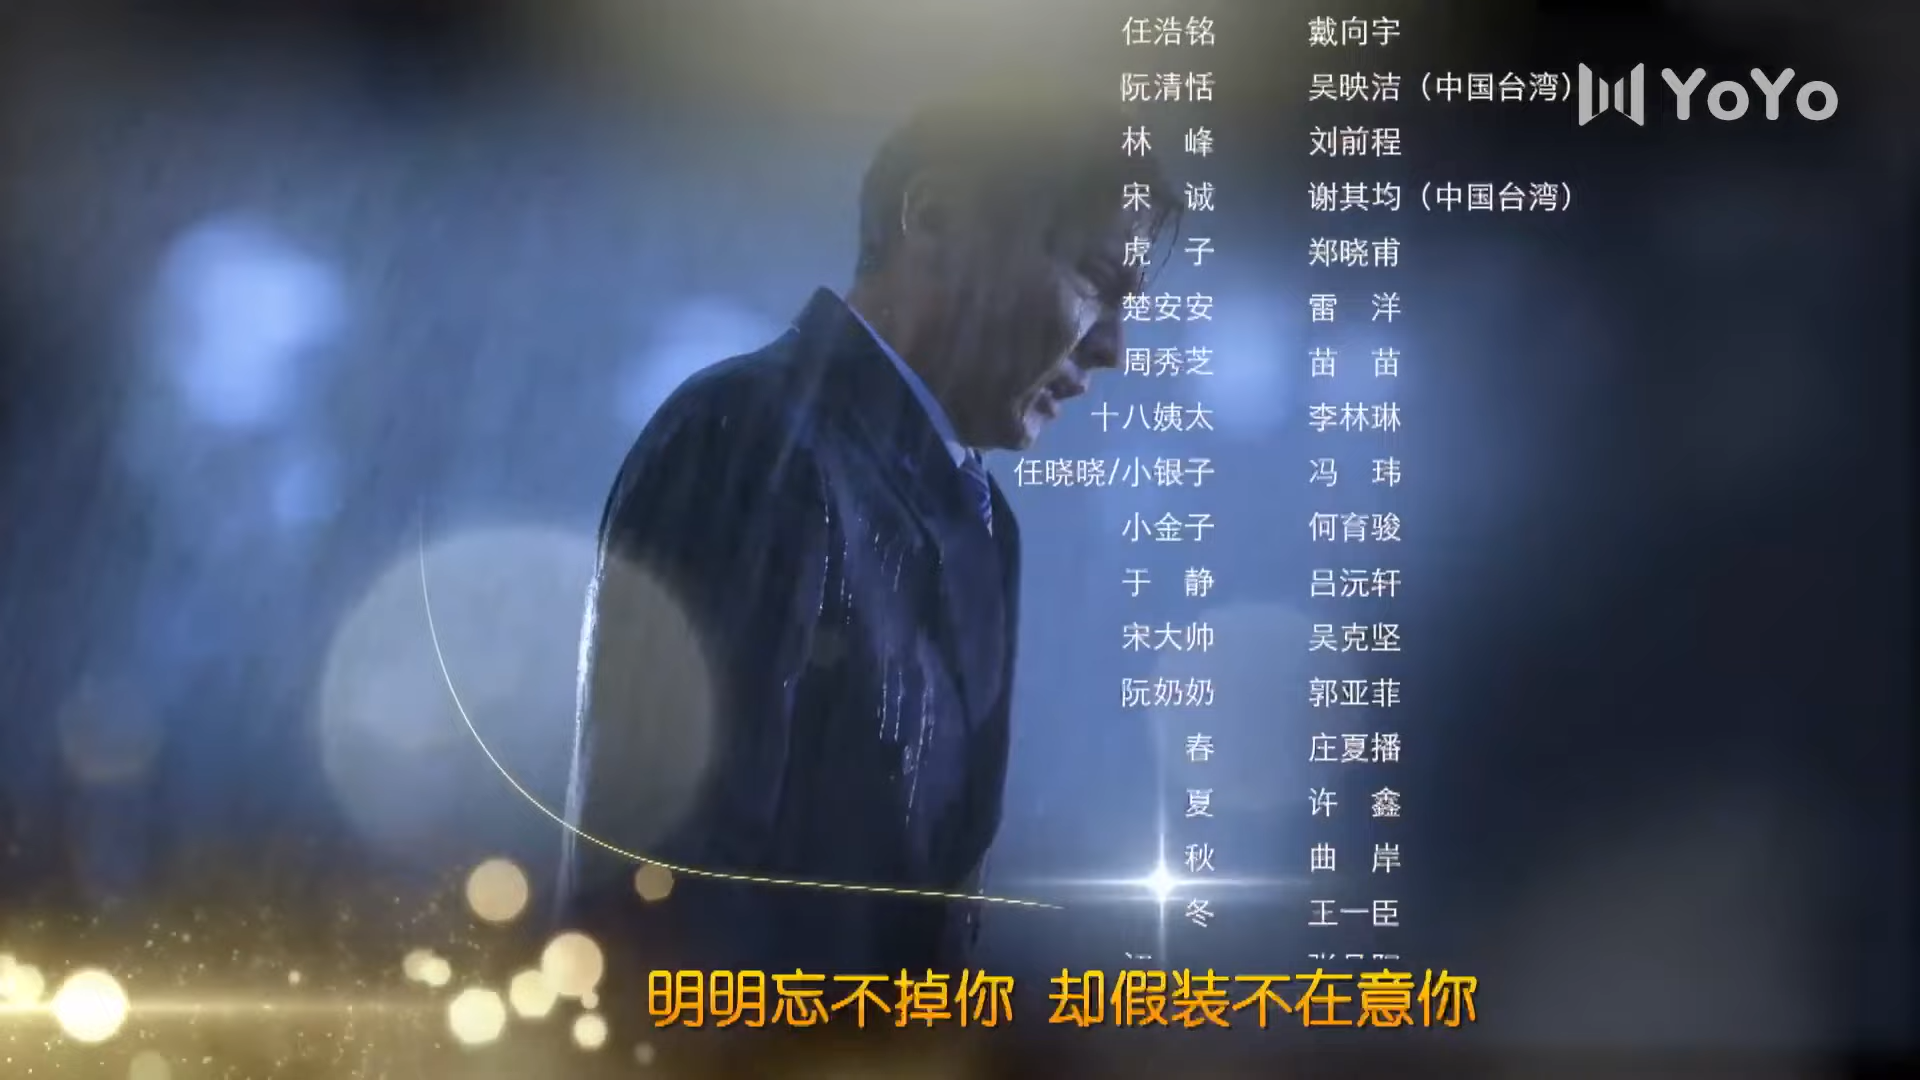 任浩铭 戴向宇
阮清恬 吴映洁（中国台湾）
YoYo
林 峰 刘前程
宋 诚 谢其均（中国台湾）
虎 子 郑晓甫
楚安安 雷 洋
周秀芝 苗 苗
十八姨太 李林琳
任晓晓/小银子 冯 玮
小金子 何育骏
于 静 吕沅轩
宋大帅 吴克坚
阮奶奶 郭亚菲
春 庄夏播
夏 许 鑫
秋 曲 岸
冬 王一臣
明明忘不掉你 却假装不在意你